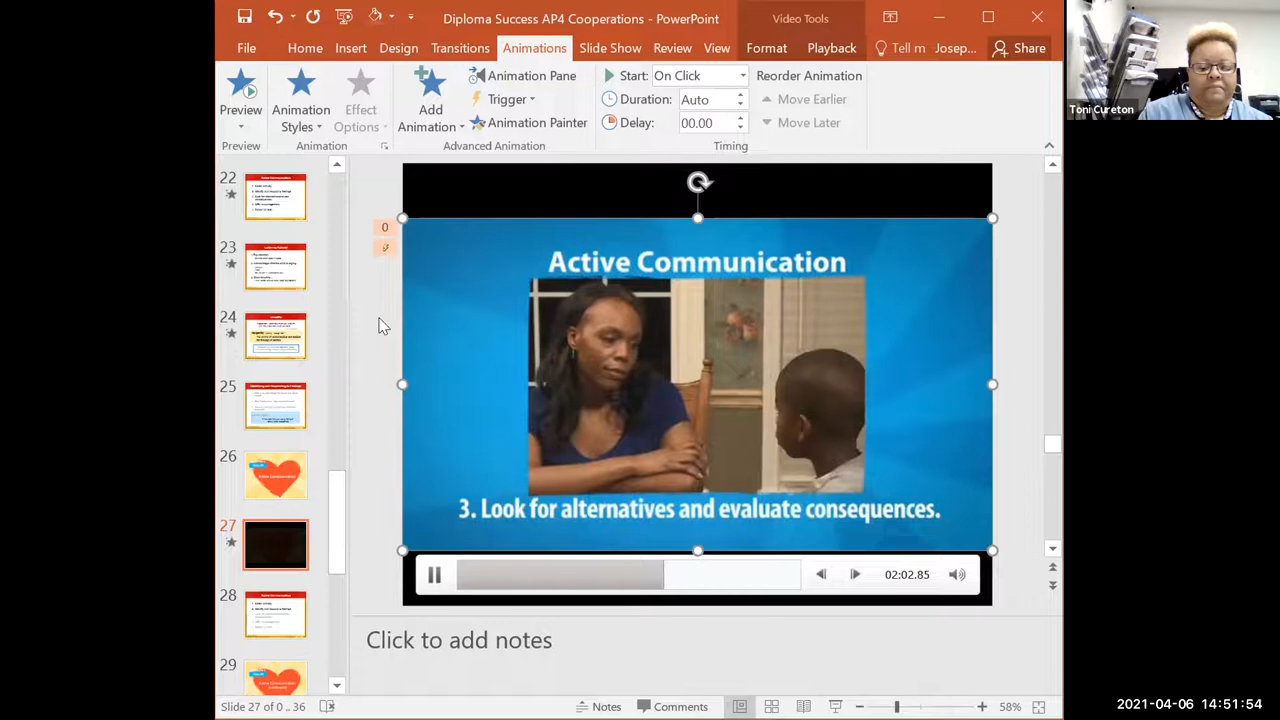 Diploma Success AP4 Cooperations - PowerPoint
Video Tools
File
Home
Insert
Design
Transitions
Animations
Slide Show
Review
View
Format
Playback
Tell m
Josep...
Share
Preview
Animation Styles
Effect Options
Add Animation
Animation Pane
Trigger
Animation Painter
Start: On Click
Duration: Auto
Delay: 00.00
Reorder Animation
Move Earlier
Move Later
Preview
Animation
Advanced Animation
Timing
Toni Cureton
22
23
24
25
26
27
28
29
0
Active Communication
3. Look for alternatives and evaluate consequences.
02:02.85
Click to add notes
Slide 27 of 0 .. 36
Notes
Comments
58%
2021-04-06 14:51:54